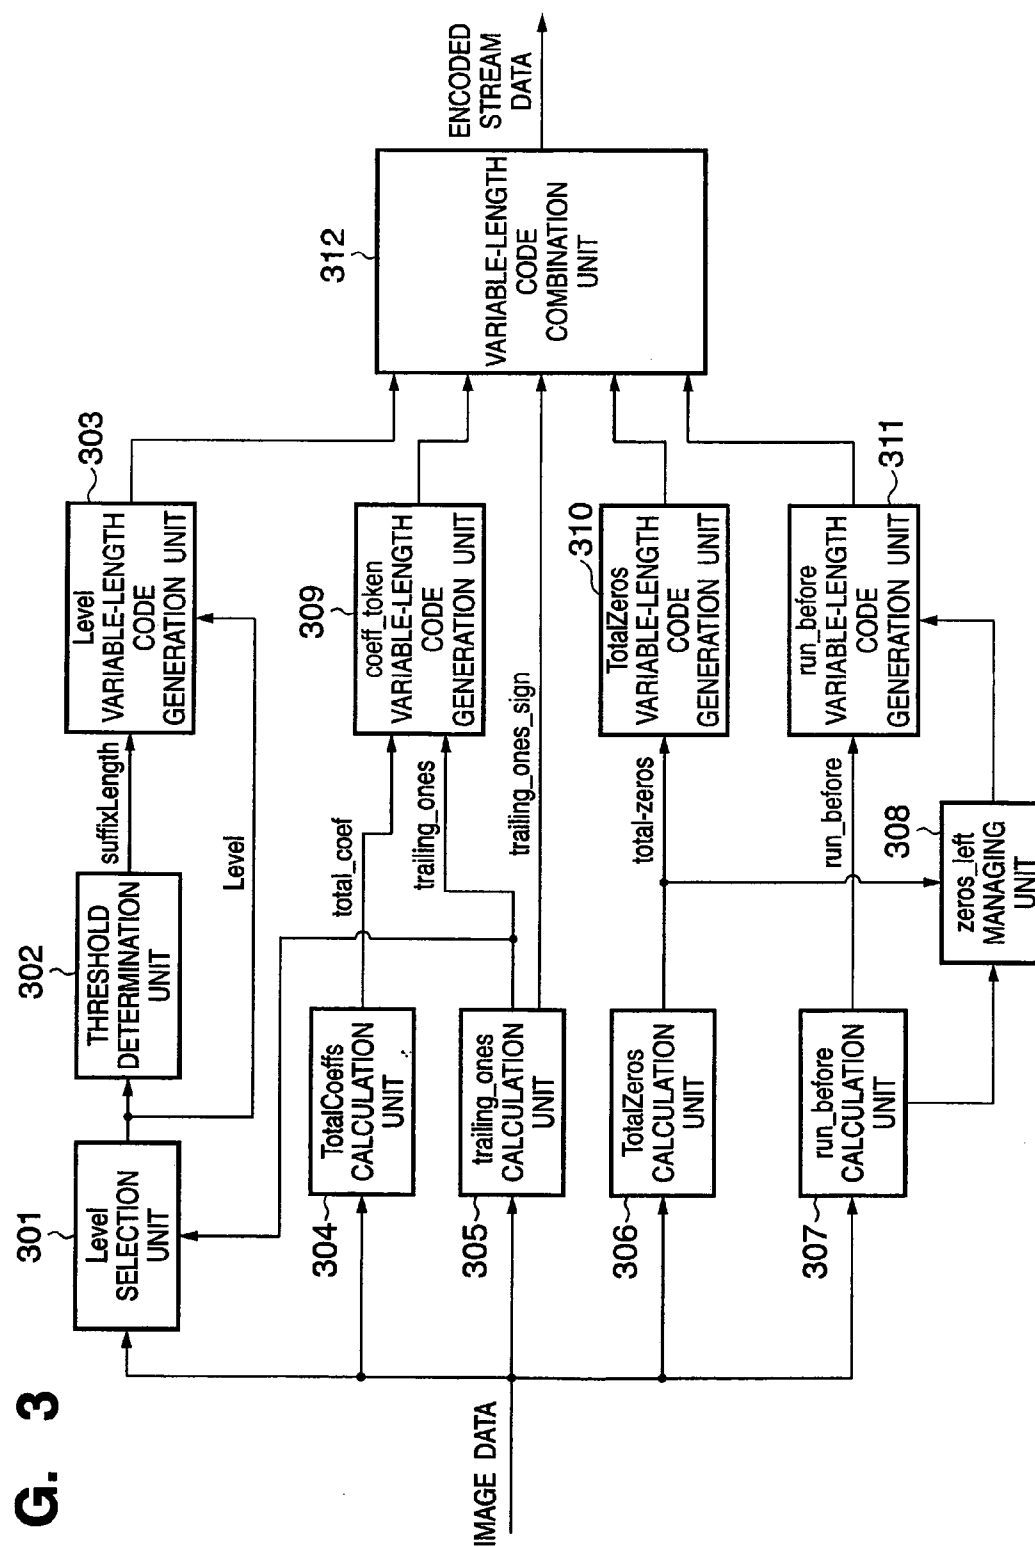 G. 3
IMAGE DATA
301
Level
SELECTION
UNIT
302
THRESHOLD
DETERMINATION
UNIT
suffixLength
Level
303
Level
VARIABLE-LENGTH
CODE
GENERATION UNIT
304
TotalCoeffs
CALCULATION
UNIT
total_coef
305
trailing_ones
CALCULATION
UNIT
trailing_ones
trailing_ones_sign
309
coeff_token
VARIABLE-LENGTH
CODE
GENERATION UNIT
306
TotalZeros
CALCULATION
UNIT
total-zeros
310
TotalZeros
VARIABLE-LENGTH
CODE
GENERATION UNIT
307
run_before
CALCULATION
UNIT
run_before
308
zeros_left
MANAGING
UNIT
311
run_before
VARIABLE-LENGTH
CODE
GENERATION UNIT
312
VARIABLE-LENGTH
CODE
COMBINATION
UNIT
ENCODED
STREAM
DATA